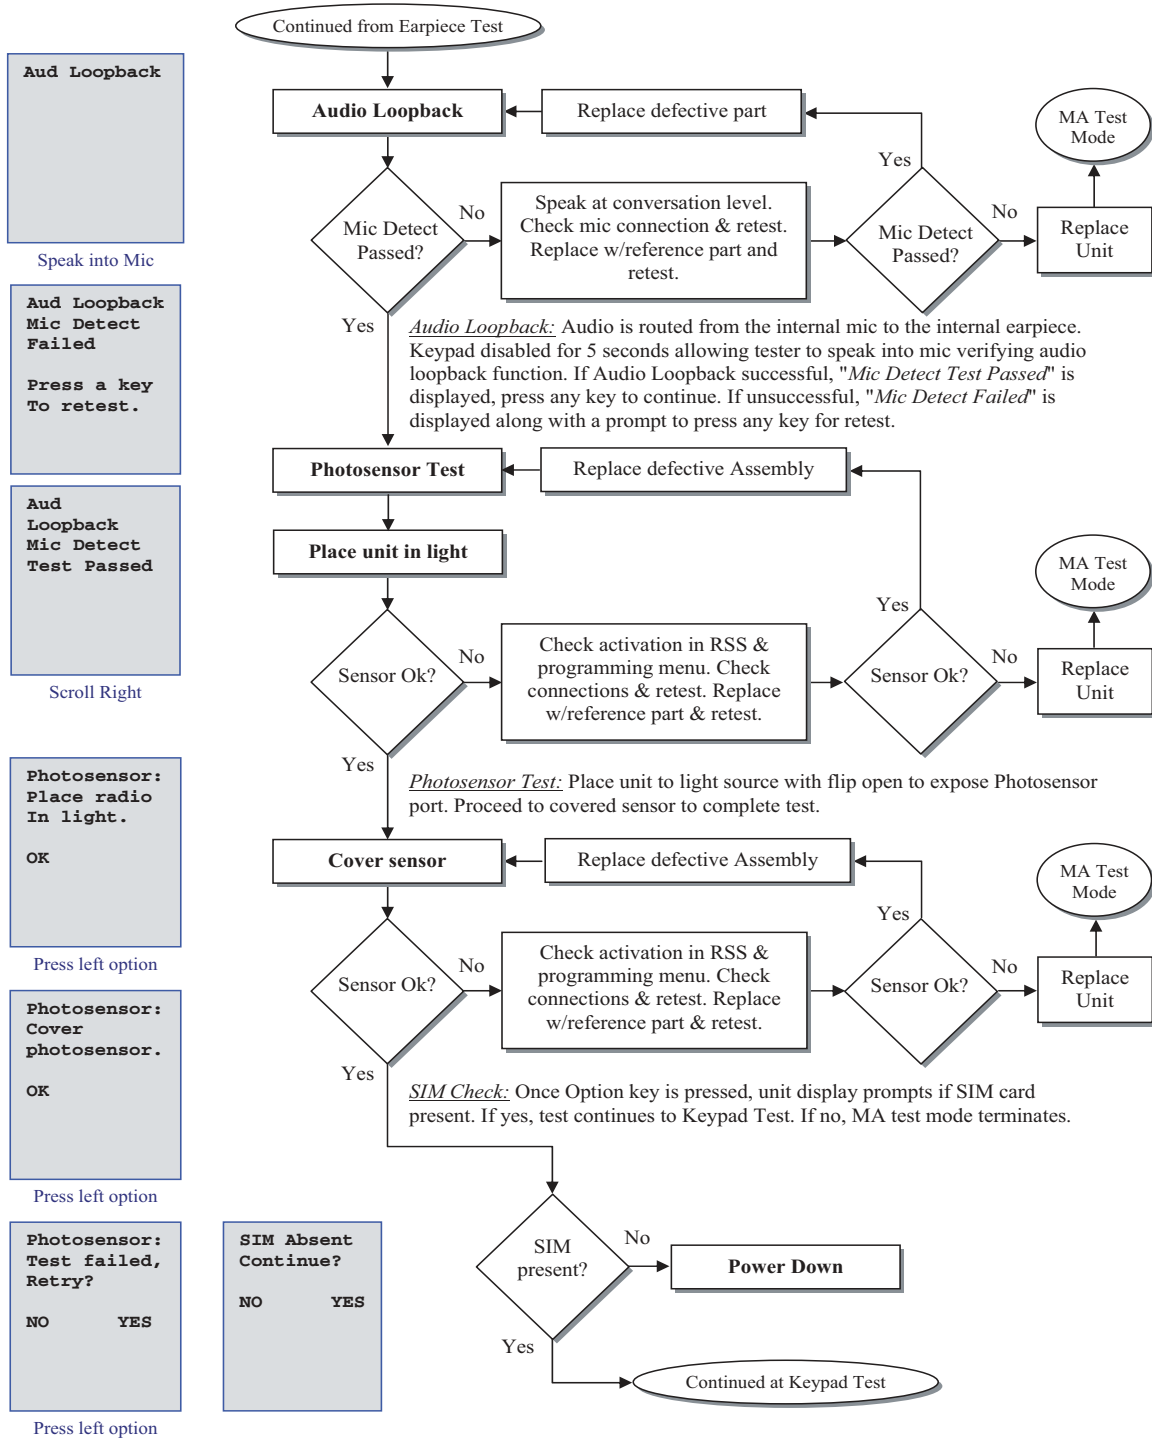 Continued from Earpiece Test
Aud Loopback
Speak into Mic
Audio Loopback
Replace defective part
MA Test
Mode
Mic Detect
Passed?
No
Yes
Speak at conversation level.
Check mic connection & retest.
Replace w/reference part and
retest.
Yes
Mic Detect
Passed?
No
Replace
Unit
Aud Loopback
Mic Detect
Failed
Press a key
To retest.
Audio Loopback: Audio is routed from the internal mic to the internal earpiece.
Keypad disabled for 5 seconds allowing tester to speak into mic verifying audio
loopback function. If Audio Loopback successful, "Mic Detect Test Passed" is
displayed, press any key to continue. If unsuccessful, "Mic Detect Failed" is
displayed along with a prompt to press any key for retest.
Aud
Loopback
Mic Detect
Test Passed
Scroll Right
Photosensor Test
Replace defective Assembly
Place unit in light
MA Test
Mode
Sensor Ok?
No
Yes
Check activation in RSS &
programming menu. Check
connections & retest. Replace
w/reference part & retest.
Yes
Sensor Ok?
No
Replace
Unit
Photosensor:
Place radio
In light.
OK
Press left option
Photosensor Test: Place unit to light source with flip open to expose Photosensor
port. Proceed to covered sensor to complete test.
Cover sensor
Replace defective Assembly
MA Test
Mode
Sensor Ok?
No
Yes
Check activation in RSS &
programming menu. Check
connections & retest. Replace
w/reference part & retest.
Yes
Sensor Ok?
No
Replace
Unit
Photosensor:
Cover
photosensor.
OK
Press left option
SIM Check: Once Option key is pressed, unit display prompts if SIM card
present. If yes, test continues to Keypad Test. If no, MA test mode terminates.
Photosensor:
Test failed,
Retry?
NO YES
Press left option
SIM Absent
Continue?
NO YES
SIM
present?
No
Power Down
Yes
Continued at Keypad Test